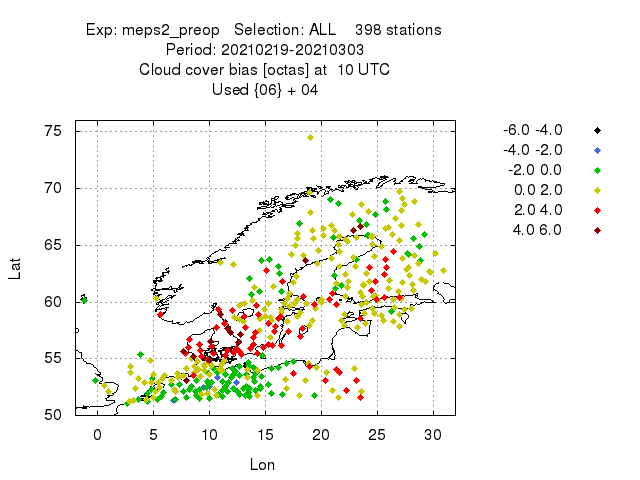 Exp: meps2_preop   Selection: ALL    398 stations
Period: 20210219-20210303
Cloud cover bias [octas] at  10 UTC
Used {06} + 04
-6.0 -4.0
-4.0 -2.0
-2.0 0.0
0.0 2.0
2.0 4.0
4.0 6.0
75
70
65
60
55
50
Lat
0 5 10 15 20 25 30
Lon